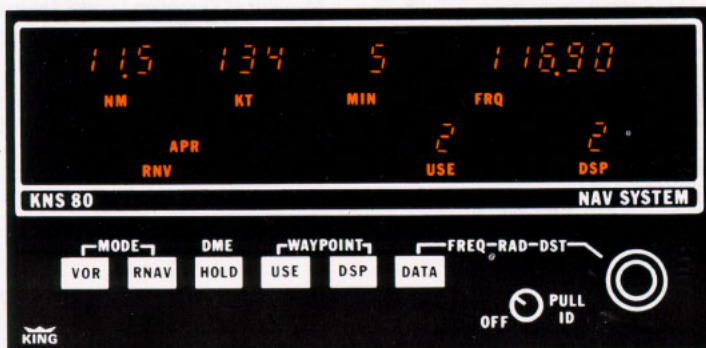 11.5 134 5 116.90
NM KT MIN FRQ
APR 2 2
RNV USE DSP
KNS 80 NAV SYSTEM
MODE DME WAYPOINT FREQ-RAD-DST
VOR RNAV HOLD USE DSP DATA
OFF PULL ID
KING